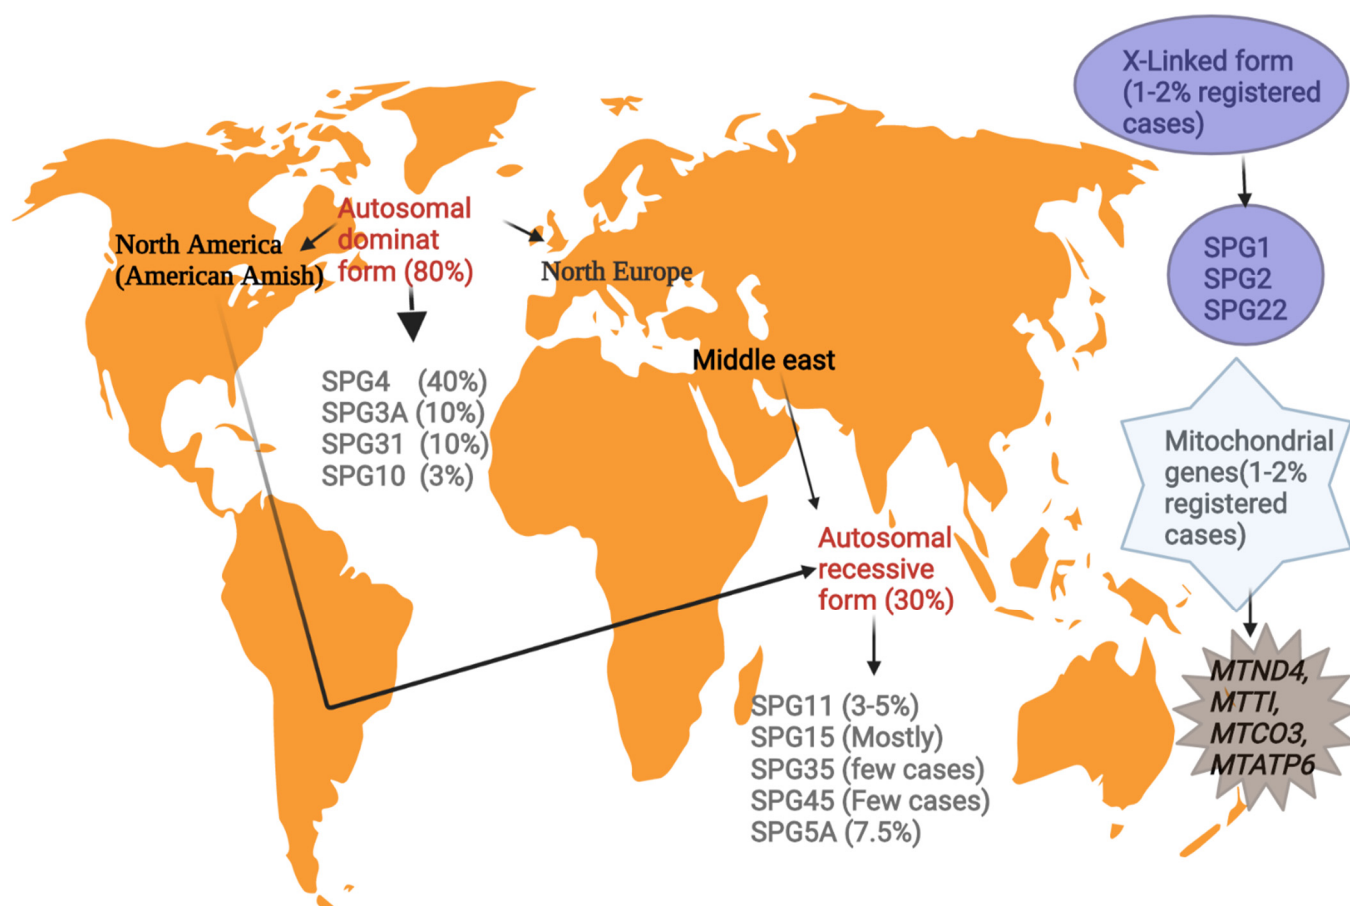 X-Linked form
(1-2% registered
cases)
Autosomal
dominat
form (80%)
North America
(American Amish)
North Europe
SPG1
SPG2
SPG22
Middle east
SPG4 (40%)
SPG3A (10%)
SPG31 (10%)
SPG10 (3%)
Mitochondrial
genes(1-2%
registered
cases)
Autosomal
recessive
form (30%)
MTND4,
MTTI,
MTCO3,
MTATP6
SPG11 (3-5%)
SPG15 (Mostly)
SPG35 (few cases)
SPG45 (Few cases)
SPG5A (7.5%)